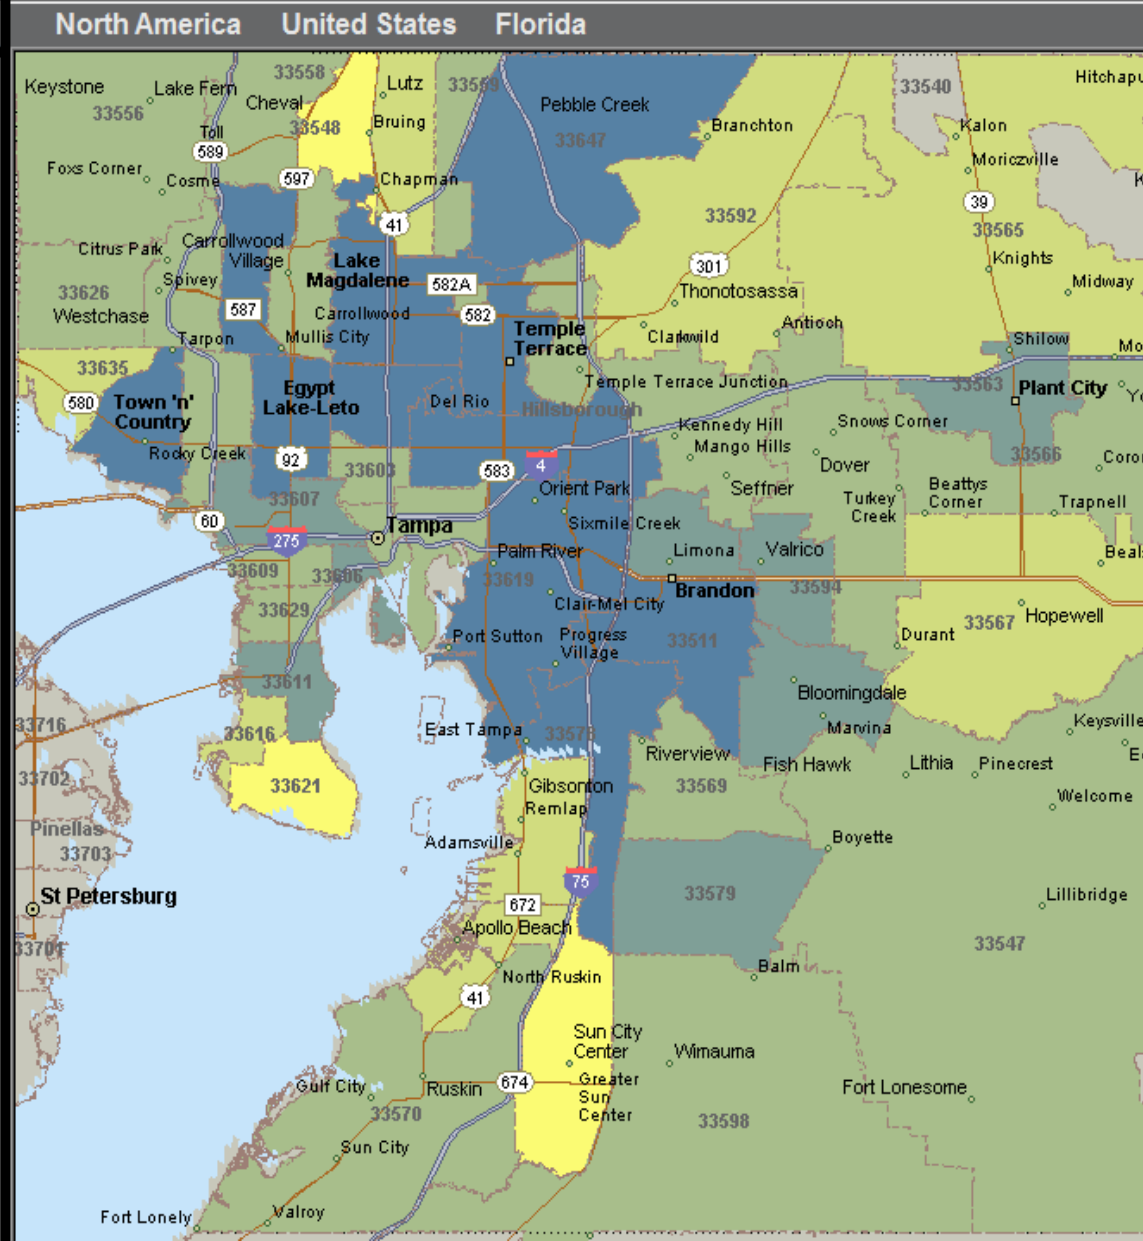 North America United States Florida
33558
Lutz
33559
33540
Hitchapu
Keystone
Lake Fern
Cheval
Pebble Creek
33556
33548
Bruing
33647
Branchton
Kalon
Toll
589
Moriczville
Foxs Corner
Cosme
597
Chapman
39
41
33592
33565
Citrus Park
Carrollwood
Village
Lake
Magdalene
301
Knights
Spivey
582A
Thonotosassa
Midway
33626
Westchase
587
Carrollwood
582
Temple
Terrace
Clarkwild
Antioch
Tarpon
Mullis City
Shilow
Mo
33635
Temple Terrace Junction
33563
Plant City
Yo
580
Town 'n'
Country
Egypt
Lake-Leto
Del Rio
Hillsborough
Kennedy Hill
Snows Corner
Rocky Creek
92
33603
583
4
Mango Hills
Dover
33566
Coro
Orient Park
Seffner
Turkey
Creek
Beattys
Corner
Trapnell
33607
60
Tampa
Sixmile Creek
275
Palm River
Limona
Valrico
Beal
33609
33606
33619
Brandon
33594
33629
Clair-Mel City
Hopewell
33567
Port Sutton
Progress
Village
33511
Durant
33611
Bloomingdale
33716
33616
East Tampa
33578
Marvina
Keysville
Riverview
Fish Hawk
Lithia
Pinecrest
33702
33621
Gibsonton
33569
Welcome
Remlap
Pinellas
33703
Adamsville
Boyette
75
St Petersburg
672
33579
Lillibridge
Apollo Beach
33701
33547
North Ruskin
Balm
41
Sun City
Center
Wimauma
Gulf City
Ruskin
674
Greater
Sun
Center
Fort Lonesome
33570
33598
Sun City
Fort Lonely
Valroy